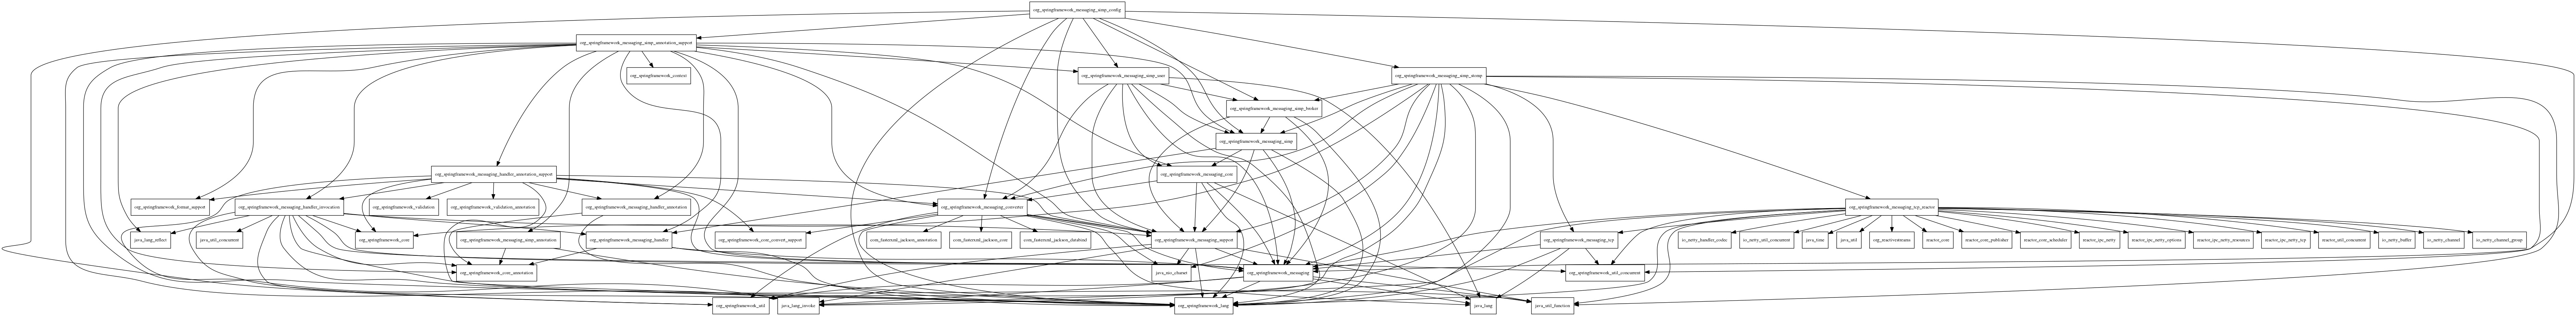 org_springframework_messaging_simp_config
org_springframework_messaging_simp_annotation_support
org_springframework_context
org_springframework_messaging_simp_user
org_springframework_messaging_simp_stomp
org_springframework_messaging_simp_broker
org_springframework_messaging_simp
org_springframework_messaging_handler_annotation_support
org_springframework_messaging_core
org_springframework_format_support
org_springframework_messaging_handler_invocation
org_springframework_validation
org_springframework_validation_annotation
org_springframework_messaging_handler_annotation
org_springframework_messaging_converter
org_springframework_messaging_tcp_reactor
java_lang_reflect
java_util_concurrent
org_springframework_core
org_springframework_messaging_simp_annotation
org_springframework_messaging_handler
org_springframework_core_convert_support
com_fasterxml_jackson_annotation
com_fasterxml_jackson_core
com_fasterxml_jackson_databind
org_springframework_messaging_support
org_springframework_messaging_tcp
io_netty_handler_codec
io_netty_util_concurrent
java_time
java_util
org_reactivestreams
reactor_core
reactor_core_publisher
reactor_core_scheduler
reactor_ipc_netty
reactor_ipc_netty_options
reactor_ipc_netty_resources
reactor_ipc_netty_tcp
reactor_util_concurrent
io_netty_buffer
io_netty_channel
io_netty_channel_group
org_springframework_core_annotation
java_nio_charset
org_springframework_messaging
org_springframework_util_concurrent
org_springframework_util
java_lang_invoke
org_springframework_lang
java_lang
java_util_function